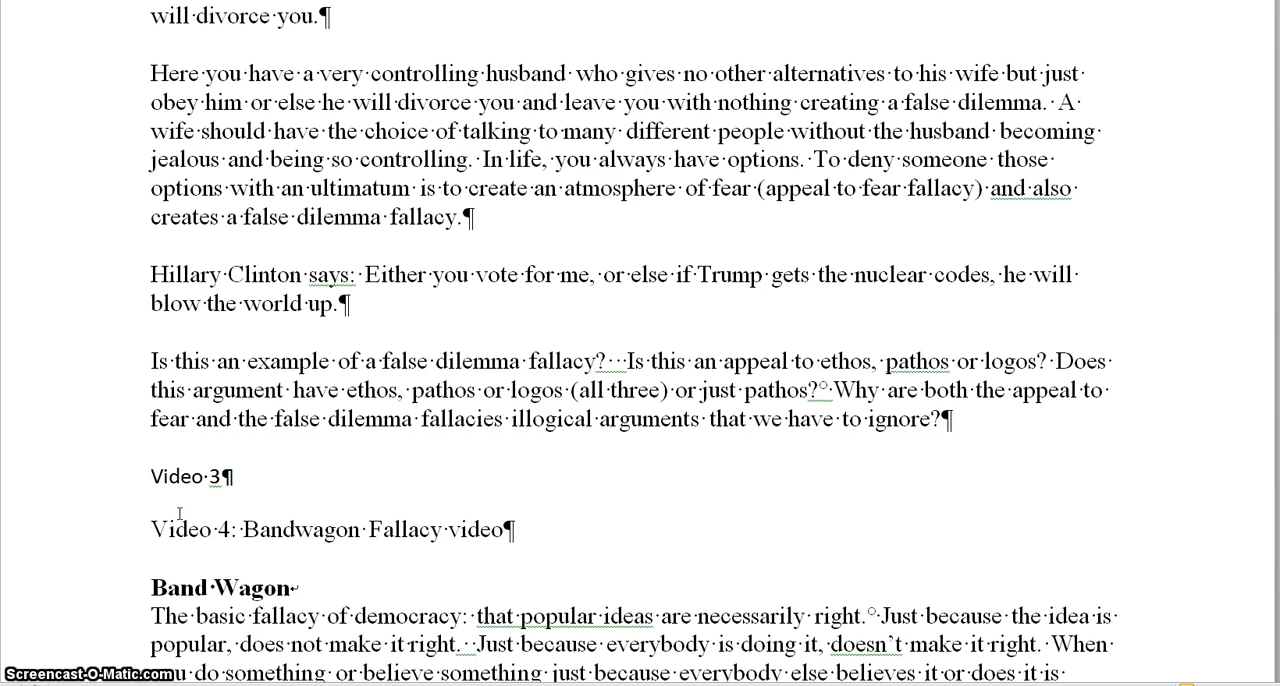 will divorce you.¶
Here you have a very controlling husband who gives no other alternatives to his wife but just
obey him or else he will divorce you and leave you with nothing creating a false dilemma. A
wife should have the choice of talking to many different people without the husband becoming
jealous and being so controlling. In life, you always have options. To deny someone those
options with an ultimatum is to create an atmosphere of fear (appeal to fear fallacy) and also
creates a false dilemma fallacy.¶
Hillary Clinton says: Either you vote for me, or else if Trump gets the nuclear codes, he will
blow the world up.¶
Is this an example of a false dilemma fallacy? Is this an appeal to ethos, pathos or logos? Does
this argument have ethos, pathos or logos (all three) or just pathos? Why are both the appeal to
fear and the false dilemma fallacies illogical arguments that we have to ignore?¶
Video 3¶
Video 4: Bandwagon Fallacy video¶
Band Wagon
The basic fallacy of democracy: that popular ideas are necessarily right. Just because the idea is
popular, does not make it right. Just because everybody is doing it, doesn't make it right. When
u do something or believe something just because everybody else believes it or does it is
Screencast-O-Matic.com